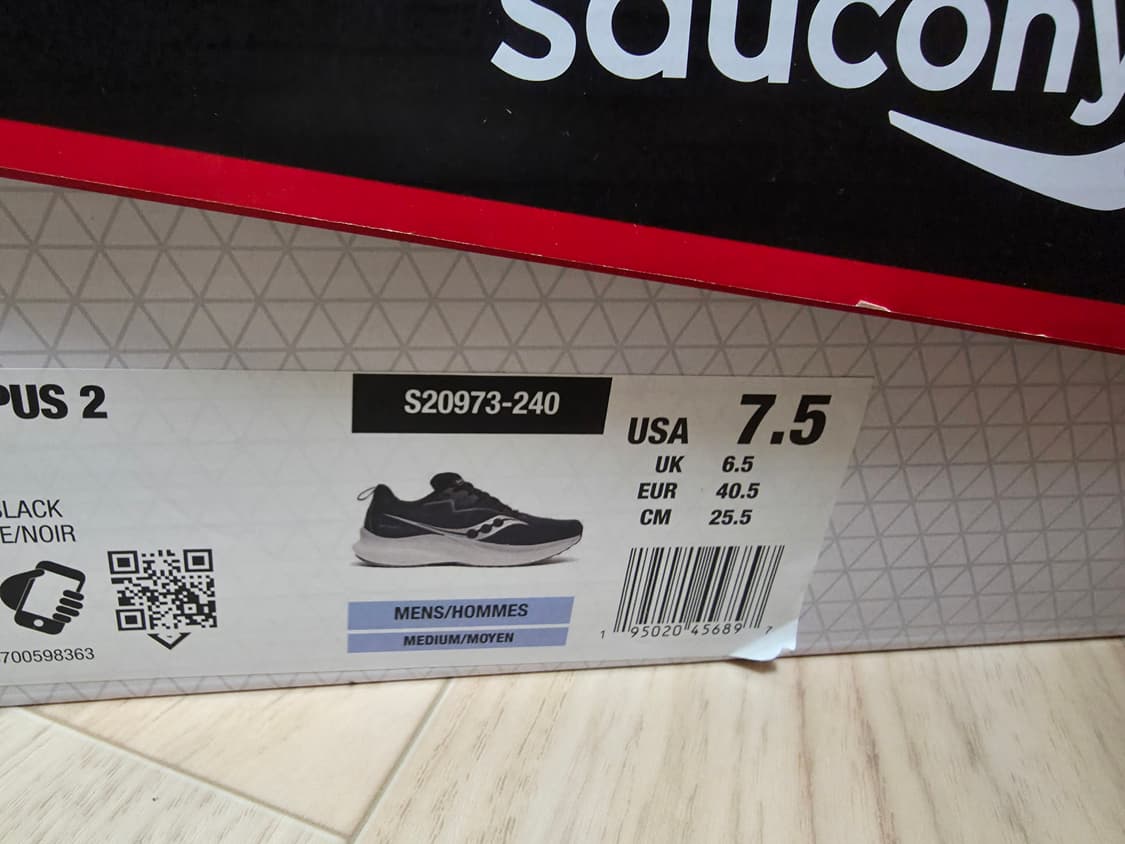 saucony
PUS 2
S20973-240
USA 7.5
UK 6.5
EUR 40.5
CM 25.5
BLACK
E/NOIR
MENS/HOMMES
MEDIUM/MOYEN
700598363
1 95020 45689 7